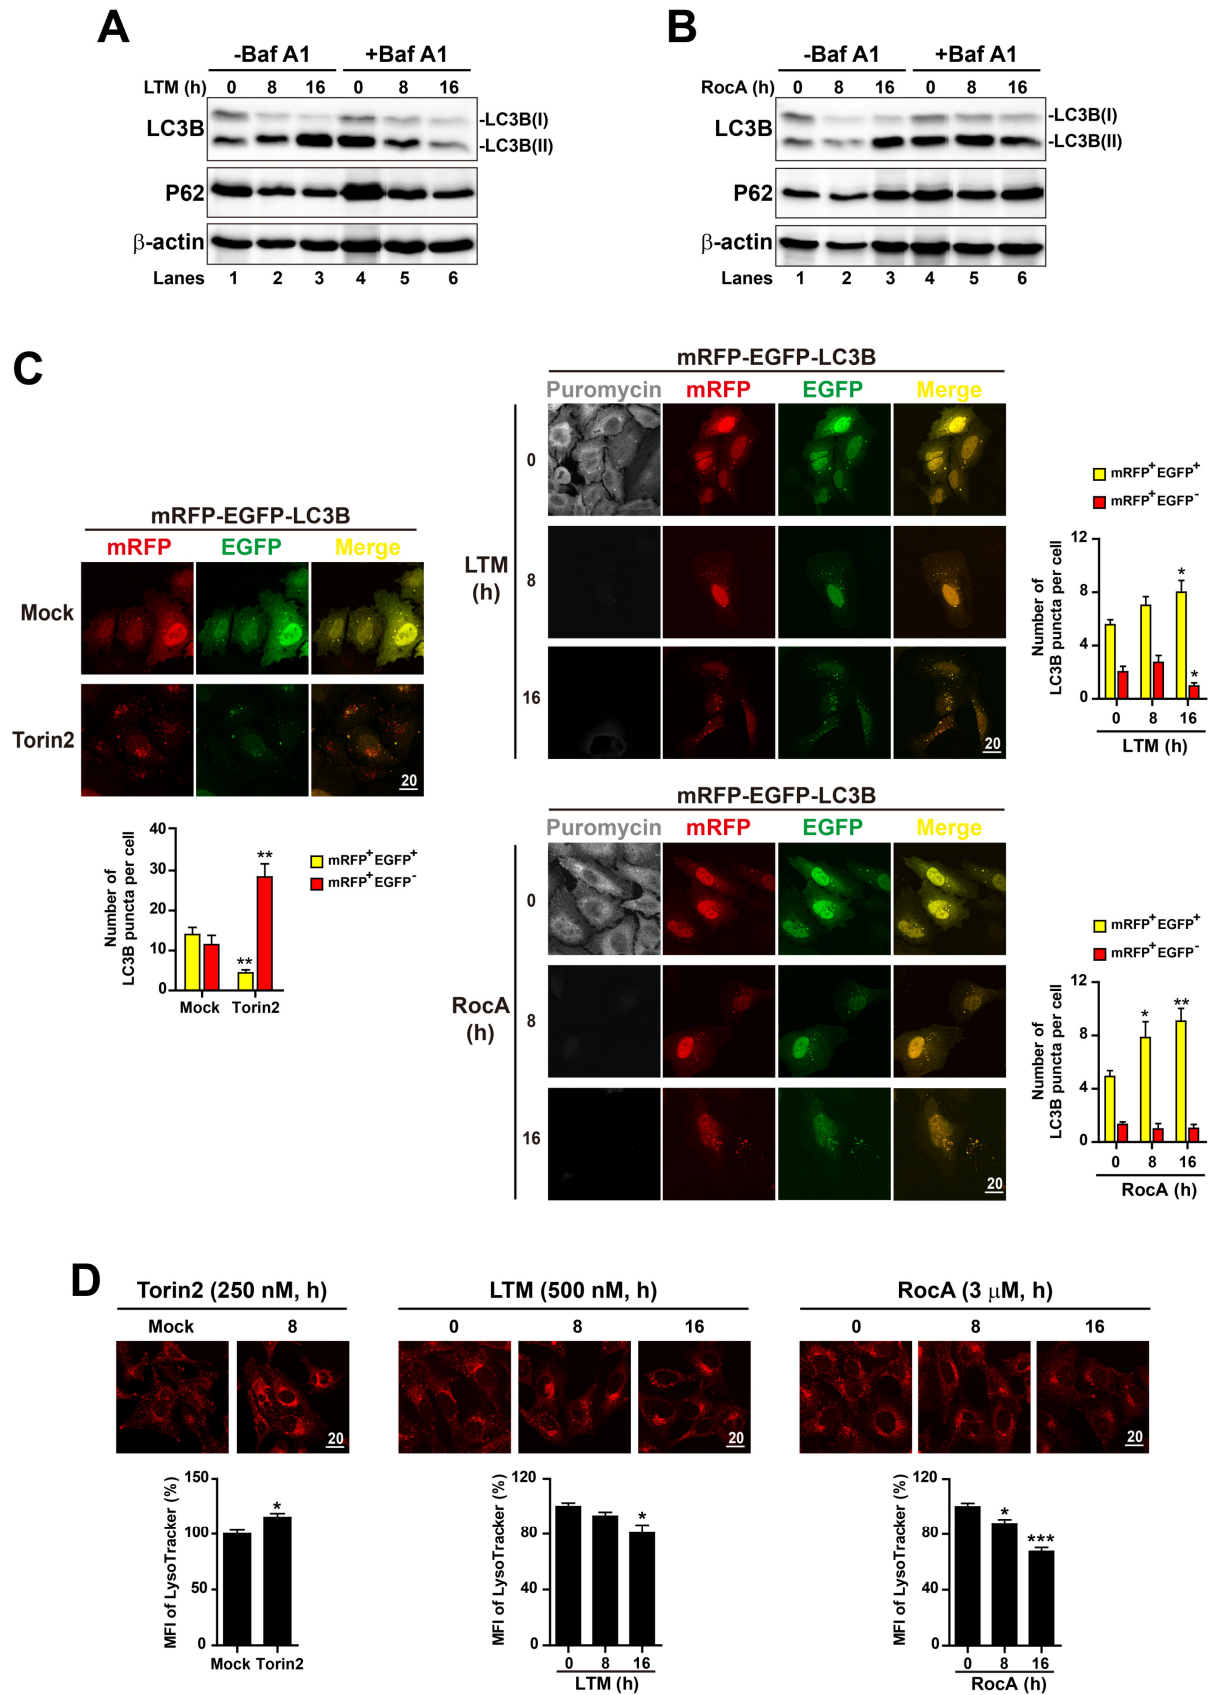 A
-Baf A1 +Baf A1
LTM (h) 0 8 16 0 8 16
LC3B
-LC3B(I)
-LC3B(II)
P62
β-actin
Lanes 1 2 3 4 5 6
B
-Baf A1 +Baf A1
RocA (h) 0 8 16 0 8 16
LC3B
-LC3B(I)
-LC3B(II)
P62
β-actin
Lanes 1 2 3 4 5 6
C
mRFP-EGFP-LC3B
mRFP EGFP Merge
Mock
Torin2
20
Number of
LC3B puncta per cell
40
30
20
10
0
** **
Mock Torin2
mRFP+EGFP+
mRFP+EGFP-
mRFP-EGFP-LC3B
Puromycin mRFP EGFP Merge
LTM
(h)
0
8
16
20
mRFP+EGFP+
mRFP+EGFP-
Number of
LC3B puncta per cell
12
8
4
0
* *
0 8 16
LTM (h)
mRFP-EGFP-LC3B
Puromycin mRFP EGFP Merge
RocA
(h)
0
8
16
20
mRFP+EGFP+
mRFP+EGFP-
Number of
LC3B puncta per cell
12
8
4
0
* **
0 8 16
RocA (h)
D
Torin2 (250 nM, h)
Mock 8
20
MFI of LysoTracker (%)
150
100
50
0
*
Mock Torin2
LTM (500 nM, h)
0 8 16
20
MFI of LysoTracker (%)
120
80
40
0
*
0 8 16
LTM (h)
RocA (3 μM, h)
0 8 16
20
MFI of LysoTracker (%)
120
80
40
0
* ***
0 8 16
RocA (h)